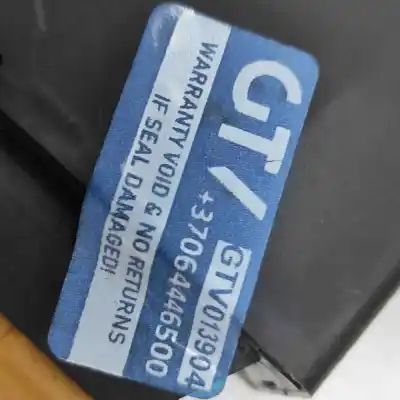 GTV GTV013904
+37064446500
WARRANTY VOID & NO RETURNS
IF SEAL DAMAGED!